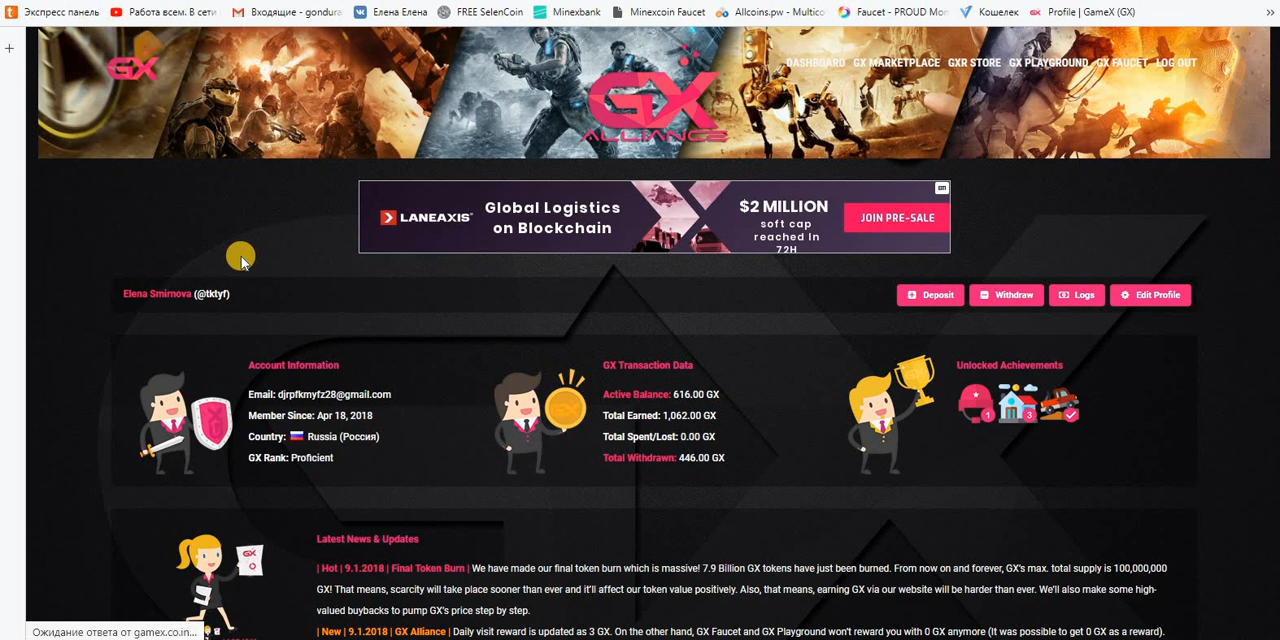 Экспресс панель
Работа всем. В сети
Входящие - gondura
Елена Елена
FREE SelenCoin
Minexbank
Minexcoin Faucet
Allcoins.pw - Multico
Faucet - PROUD Mon
Кошелек
Profile | GameX (GX)
GX
DASHBOARD GX MARKETPLACE GXR STORE GX PLAYGROUND GX FAUCET LOG OUT
GX
ALLIANCE
LANEAXIS
Global Logistics
on Blockchain
$2 MILLION
soft cap
reached In
72H
JOIN PRE-SALE
Elena Smirnova (@tktyf)
Deposit
Withdraw
Logs
Edit Profile
Account Information
Email: djrpfkmyfz28@gmail.com
Member Since: Apr 18, 2018
Country: Russia (Россия)
GX Rank: Proficient
GX Transaction Data
Active Balance: 616.00 GX
Total Earned: 1,062.00 GX
Total Spent/Lost: 0.00 GX
Total Withdrawn: 446.00 GX
Unlocked Achievements
1
3
Latest News & Updates
| Hot | 9.1.2018 | Final Token Burn | We have made our final token burn which is massive! 7.9 Billion GX tokens have just been burned. From now on and forever, GX's max. total supply is 100,000,000
GX! That means, scarcity will take place sooner than ever and it'll affect our token value positively. Also, that means, earning GX via our website will be harder than ever. We'll also make some high-
valued buybacks to pump GX's price step by step.
| New | 9.1.2018 | GX Alliance | Daily visit reward is updated as 3 GX. On the other hand, GX Faucet and GX Playground won't reward you with 0 GX anymore (It was possible to get 0 GX as a reward).
Ожидание ответа от gamex.co.in...